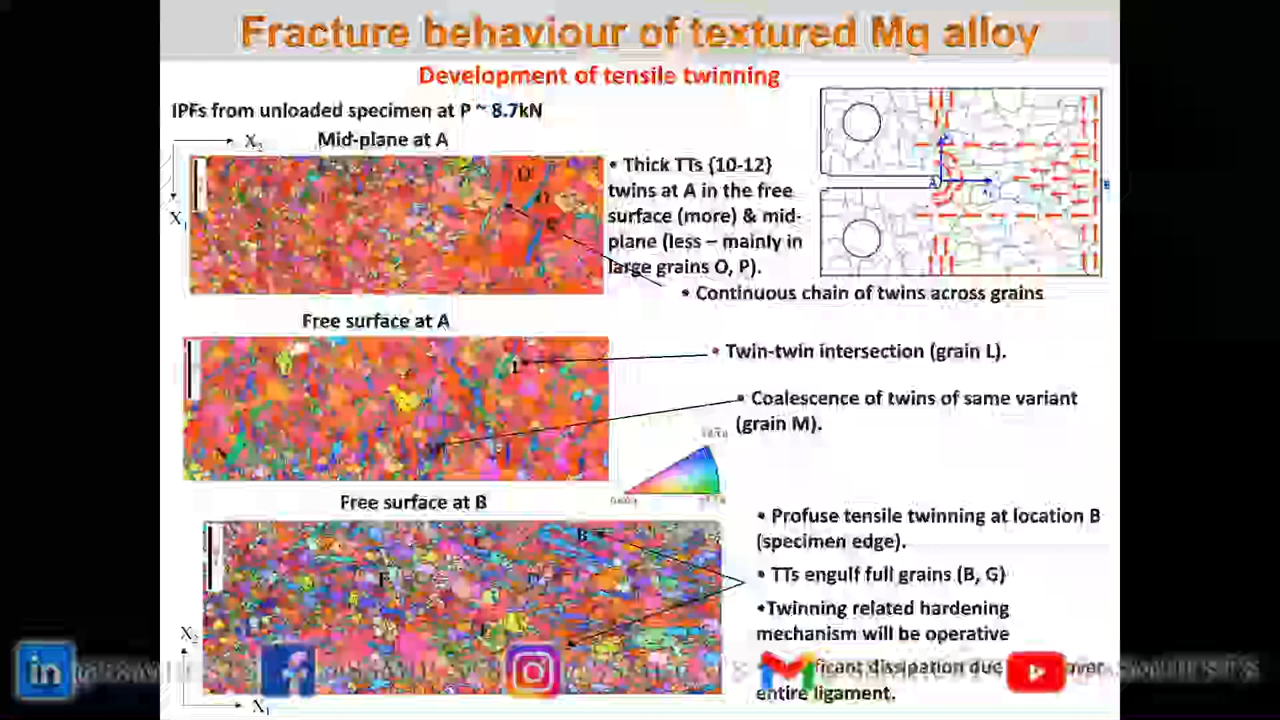 Fracture behaviour of textured Mg alloy
Development of tensile twinning
IPFs from unloaded specimen at P ~ 8.7kN
Mid-plane at A
X₂
X₁
• Thick TTs {10-12}
twins at A in the free
surface (more) & mid-
plane (less – mainly in
large grains O, P).
• Continuous chain of twins across grains
Free surface at A
• Twin-twin intersection (grain L).
L
• Coalescence of twins of same variant
(grain M).
Free surface at B
B
• Profuse tensile twinning at location B
(specimen edge).
• TTs engulf full grains (B, G)
•Twinning related hardening
mechanism will be operative
dissipation due
entire ligament.
X₂
X₁
in